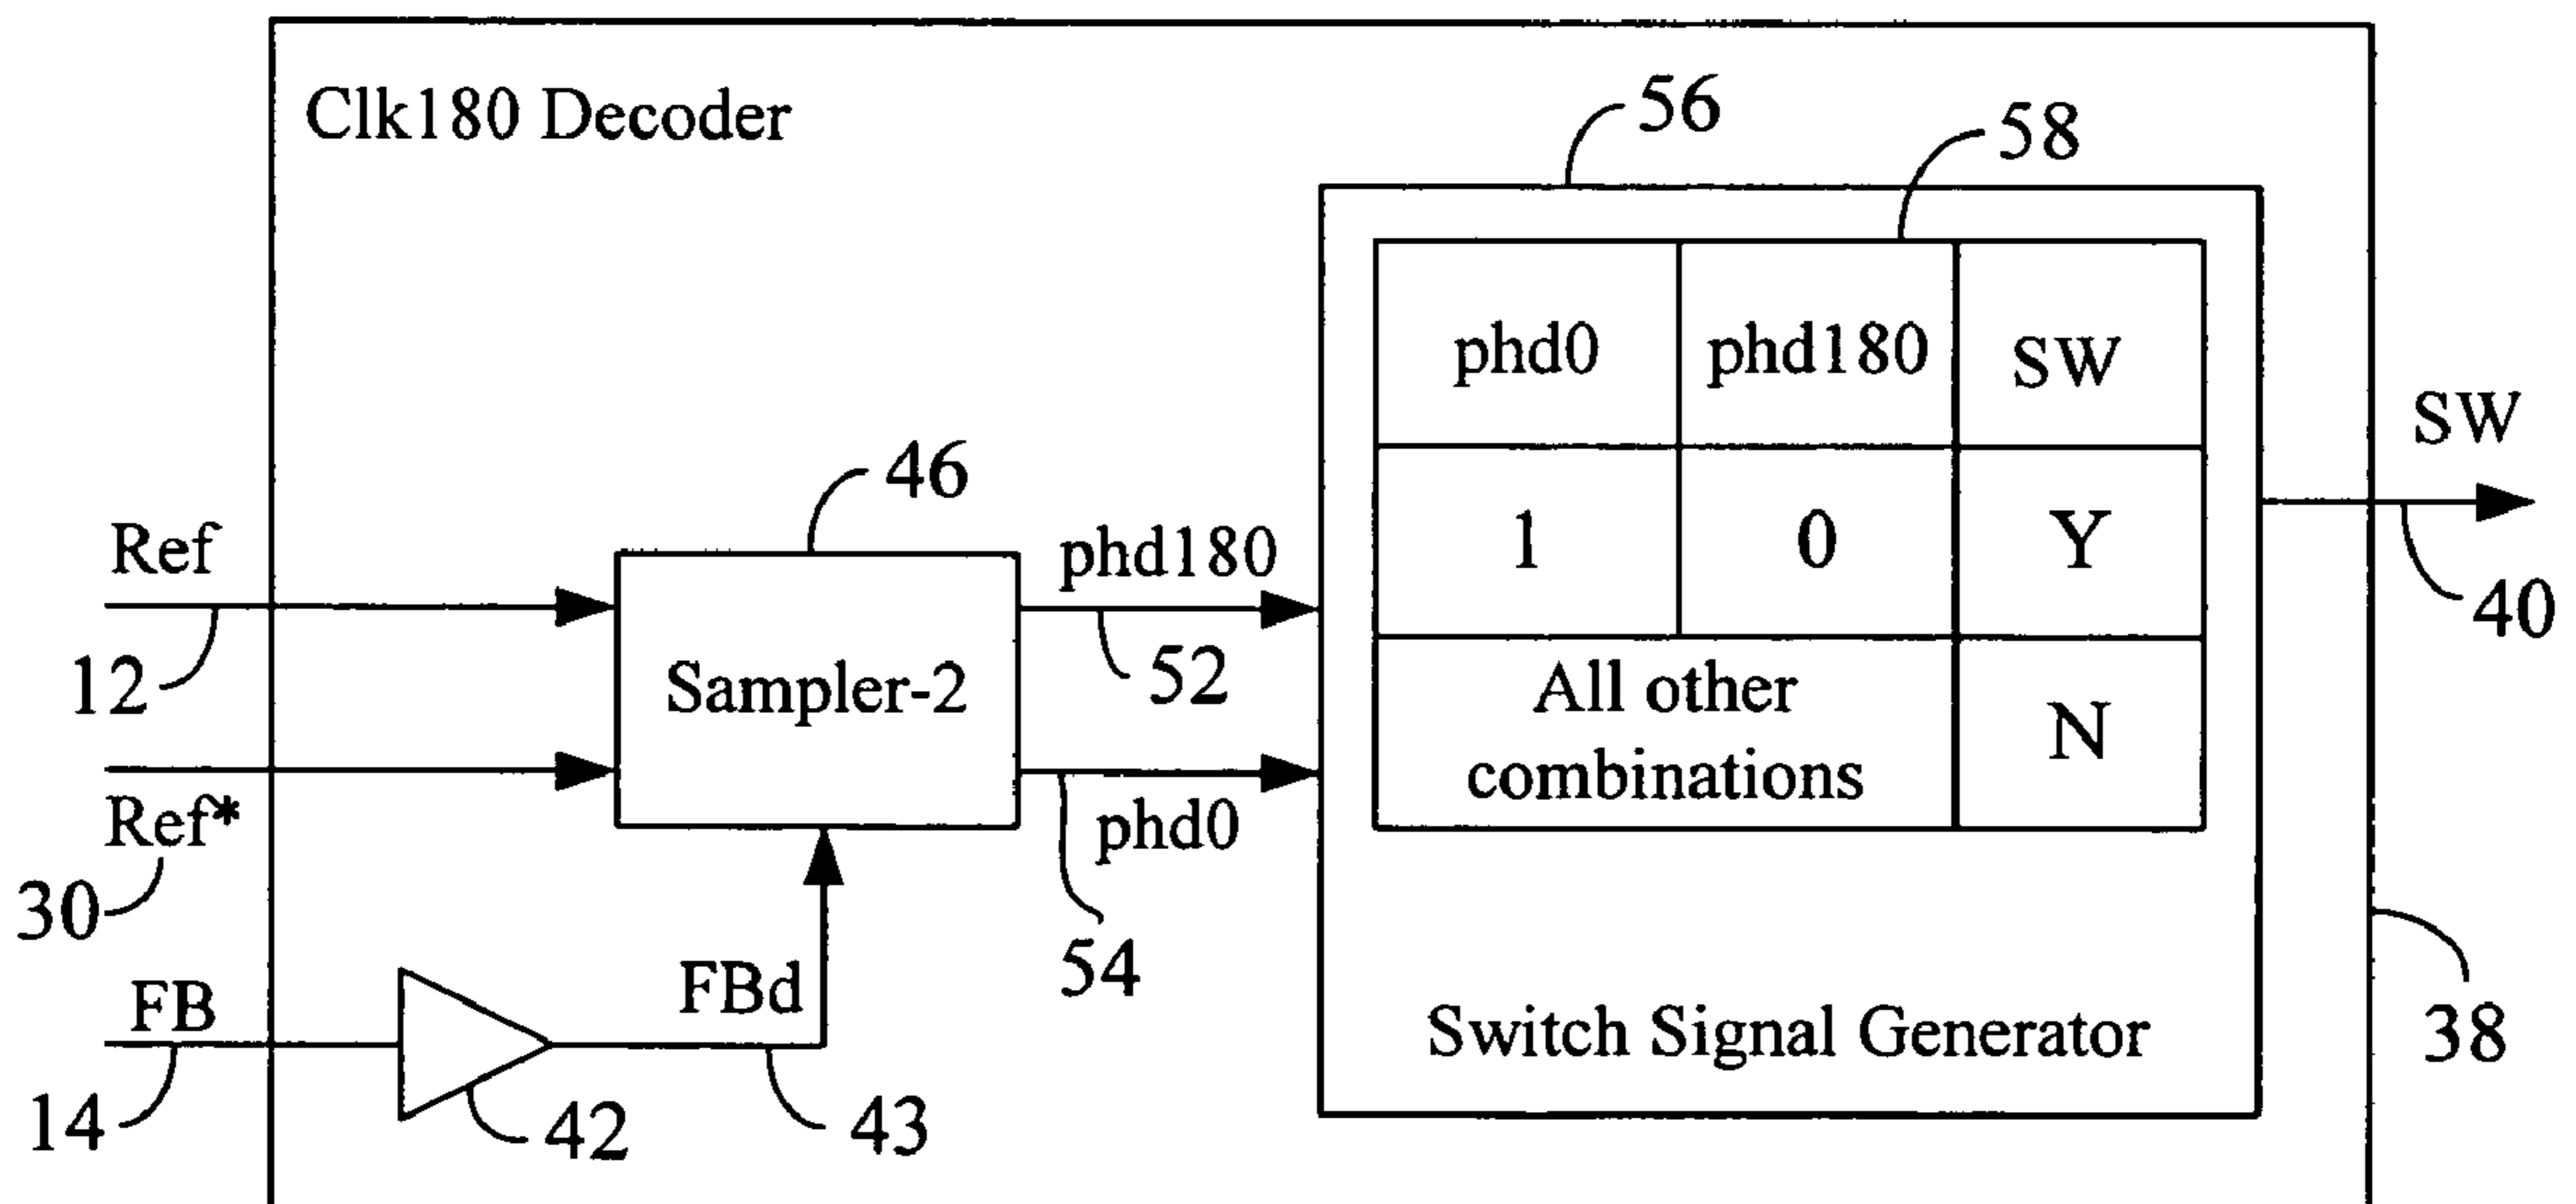 Clk180 Decoder
56
58
phd0 phd180 SW
1 0 Y
All other
combinations
N
Switch Signal Generator
SW
40
38
46
Ref
12
Ref*
30
Sampler-2
phd180
52
phd0
54
FB
14
42
FBd
43